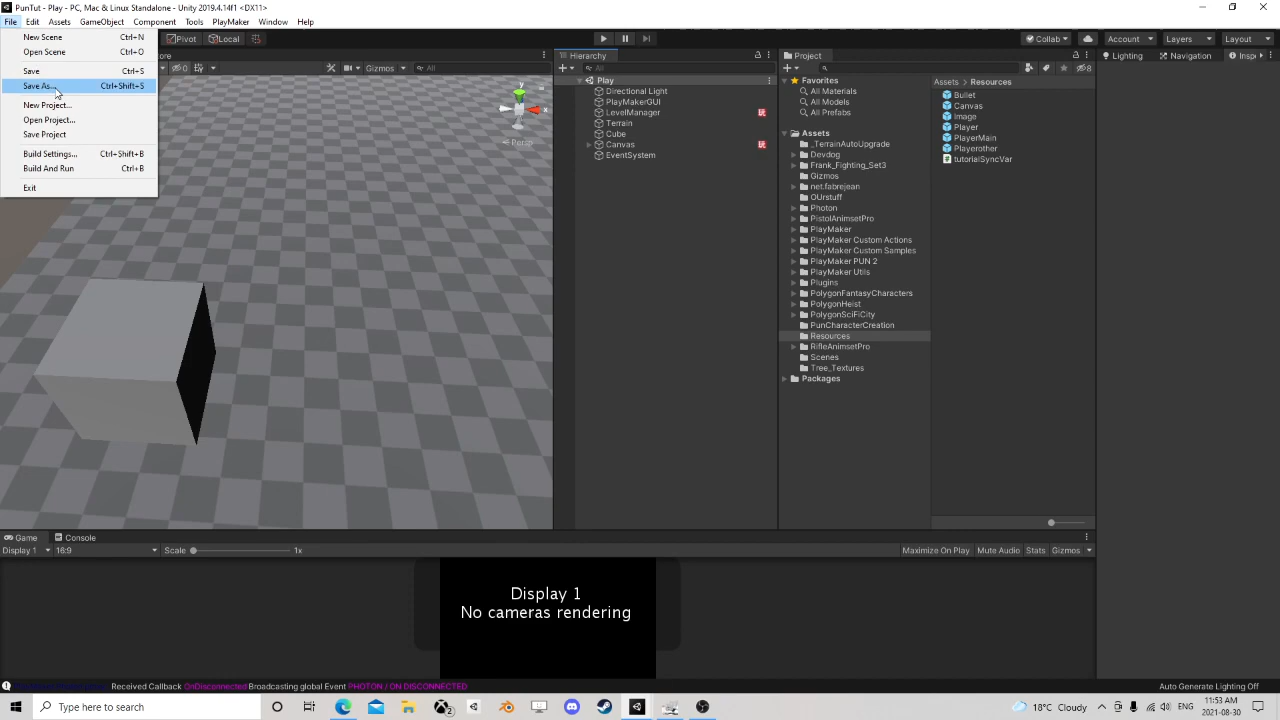 PunTut - Play - PC, Mac & Linux Standalone - Unity 2019.4.14f1 <DX11>
File Edit Assets GameObject Component Tools PlayMaker Window Help
New Scene Ctrl+N
Open Scene Ctrl+O
Save Ctrl+S
Save As... Ctrl+Shift+S
New Project...
Open Project...
Save Project
Build Settings... Ctrl+Shift+B
Build And Run Ctrl+B
Exit
Pivot Local
Collab Account Layers Layout
ore
0 Gizmos All
y
x
Persp
Hierarchy
All
Play
Directional Light
PlayMakerGUI
LevelManager 玩
Terrain
Cube
Canvas 玩
EventSystem
Project
8
Favorites
All Materials
All Models
All Prefabs
Assets
_TerrainAutoUpgrade
Devdog
Frank_Fighting_Set3
Gizmos
net.fabrejean
OUrstuff
Photon
PistolAnimsetPro
PlayMaker
PlayMaker Custom Actions
PlayMaker Custom Samples
PlayMaker PUN 2
PlayMaker Utils
Plugins
PolygonFantasyCharacters
PolygonHeist
PolygonSciFiCity
PunCharacterCreation
Resources
RifleAnimsetPro
Scenes
Tree_Textures
Packages
Assets > Resources
Bullet
Canvas
Image
Player
PlayerMain
Playerother
tutorialSyncVar
Lighting Navigation Insp
Game Console
Display 1 16:9 Scale 1x
Maximize On Play Mute Audio Stats Gizmos
Display 1
No cameras rendering
Received Callback OnDisconnected Broadcasting global Event PHOTON / ON DISCONNECTED
Auto Generate Lighting Off
Type here to search
18°C Cloudy ENG 11:53 AM
2021-08-30